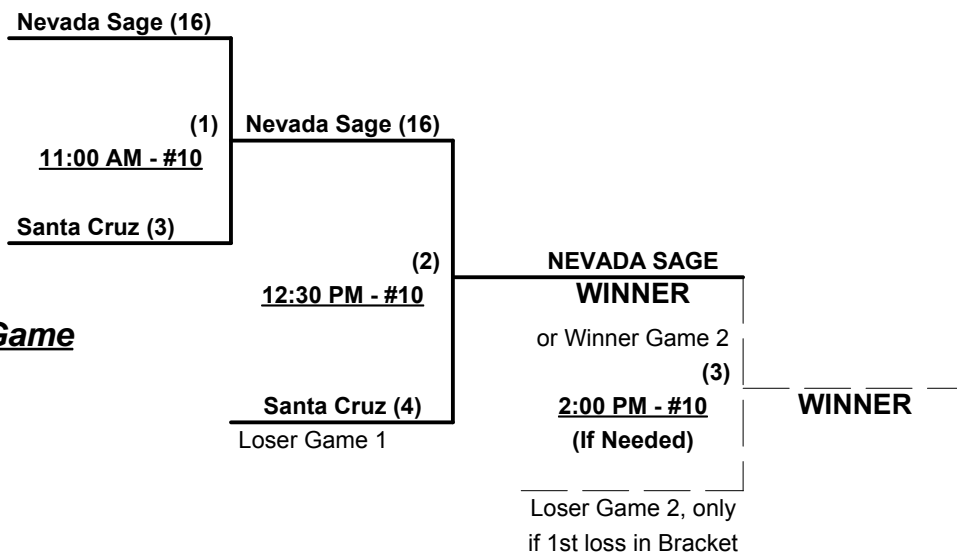 Nevada Sage (16)
(1)
Nevada Sage (16)
11:00 AM - #10
Santa Cruz (3)
(2)
NEVADA SAGE
12:30 PM - #10
WINNER
Game
or Winner Game 2
(3)
Santa Cruz (4)
2:00 PM - #10
WINNER
Loser Game 1
(If Needed)
Loser Game 2, only
if 1st loss in Bracket